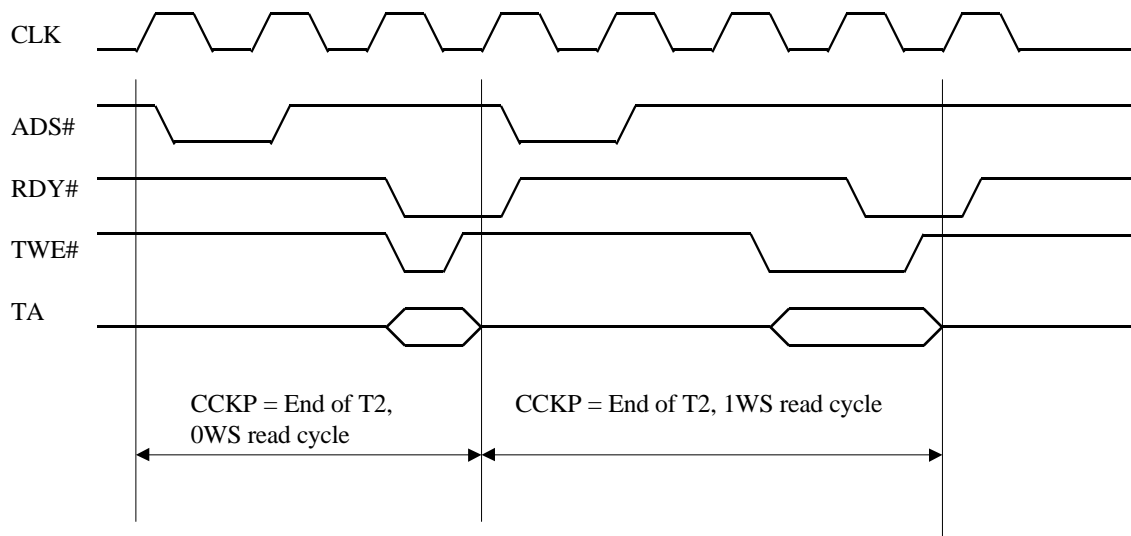 CLK
ADS#
RDY#
TWE#
TA
CCKP = End of T2,
0WS read cycle
CCKP = End of T2, 1WS read cycle